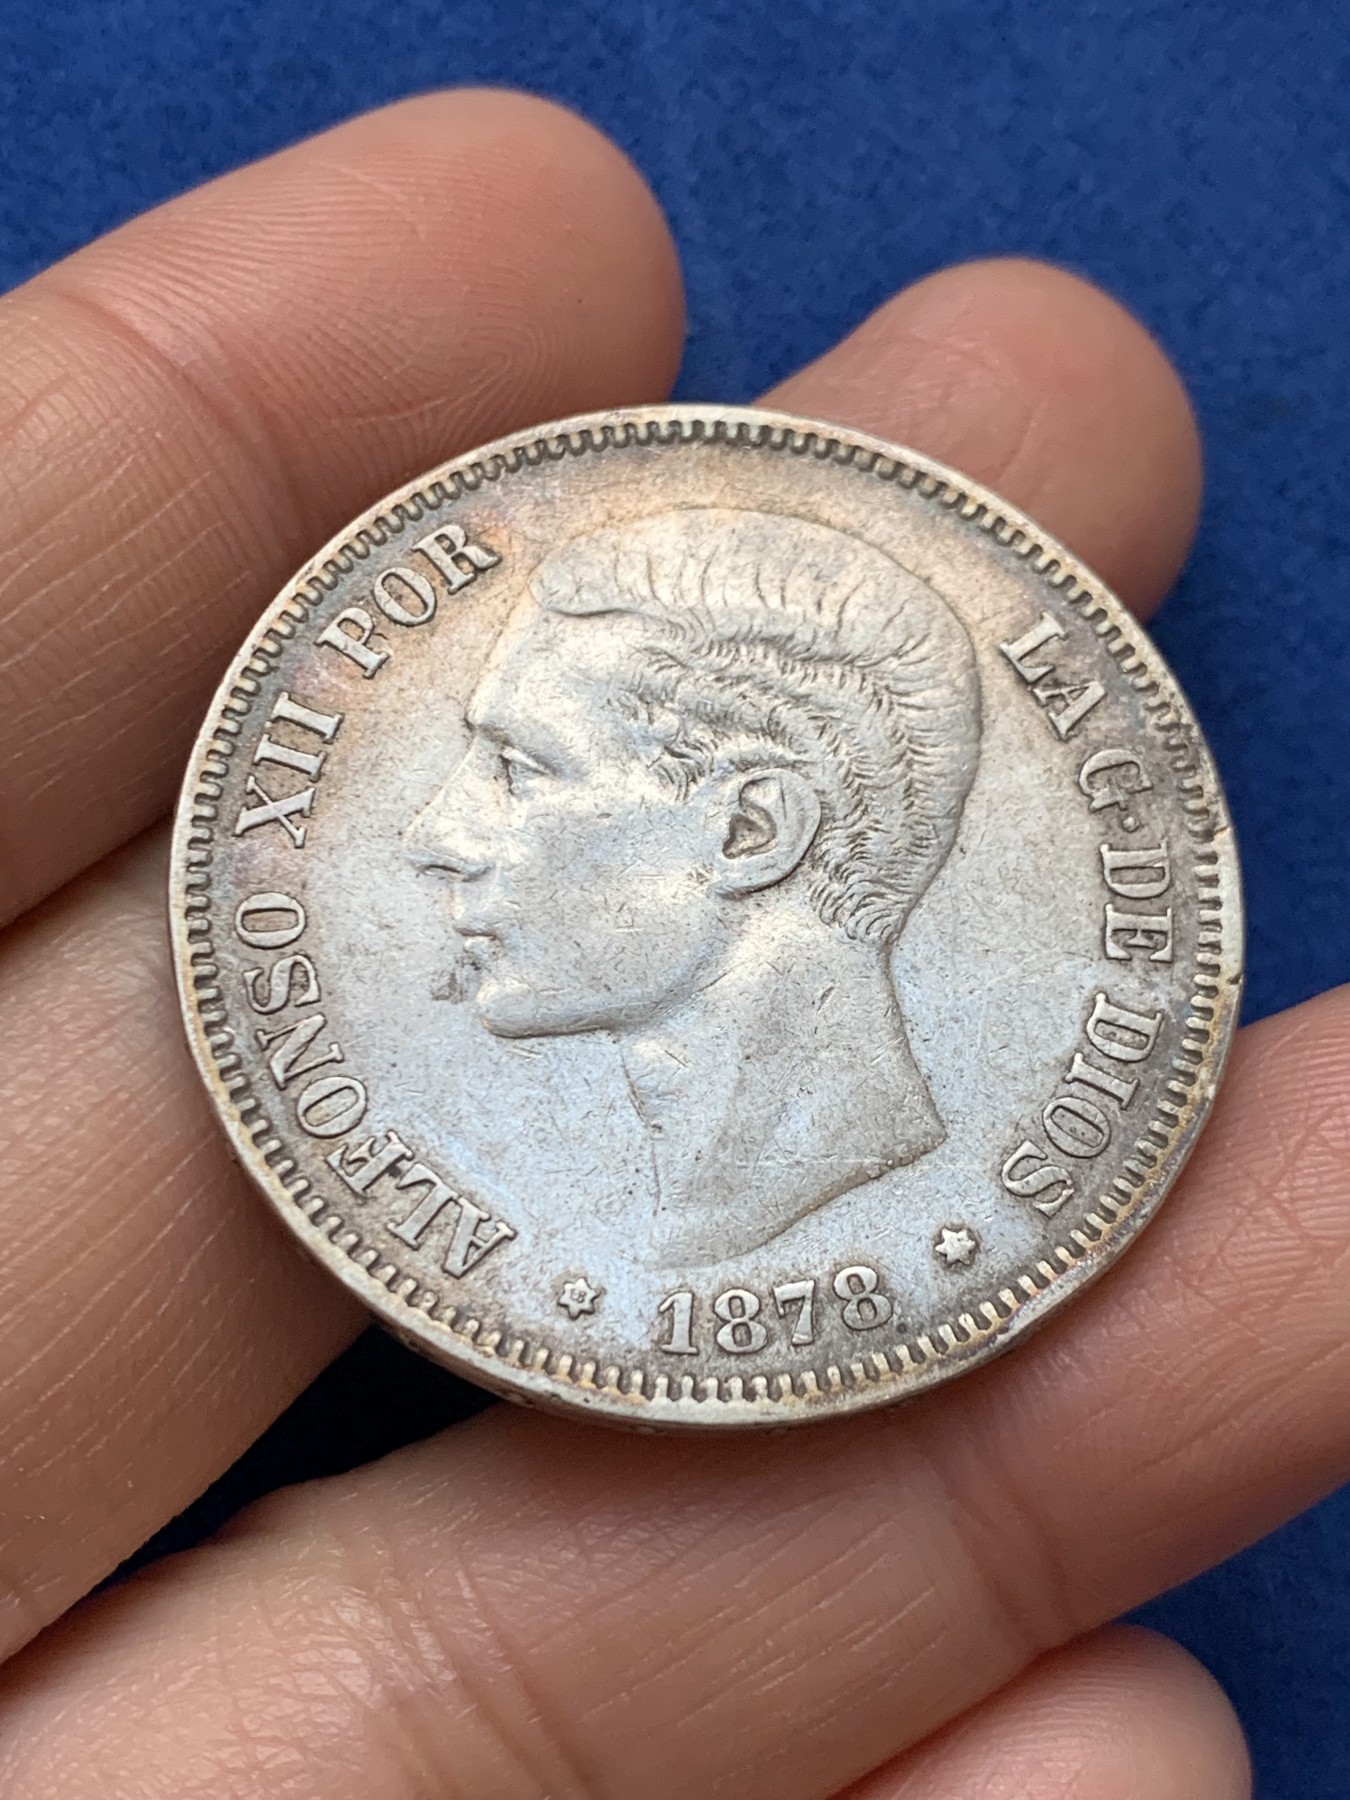 ALFONSO XII POR LA G. DE DIOS
1878